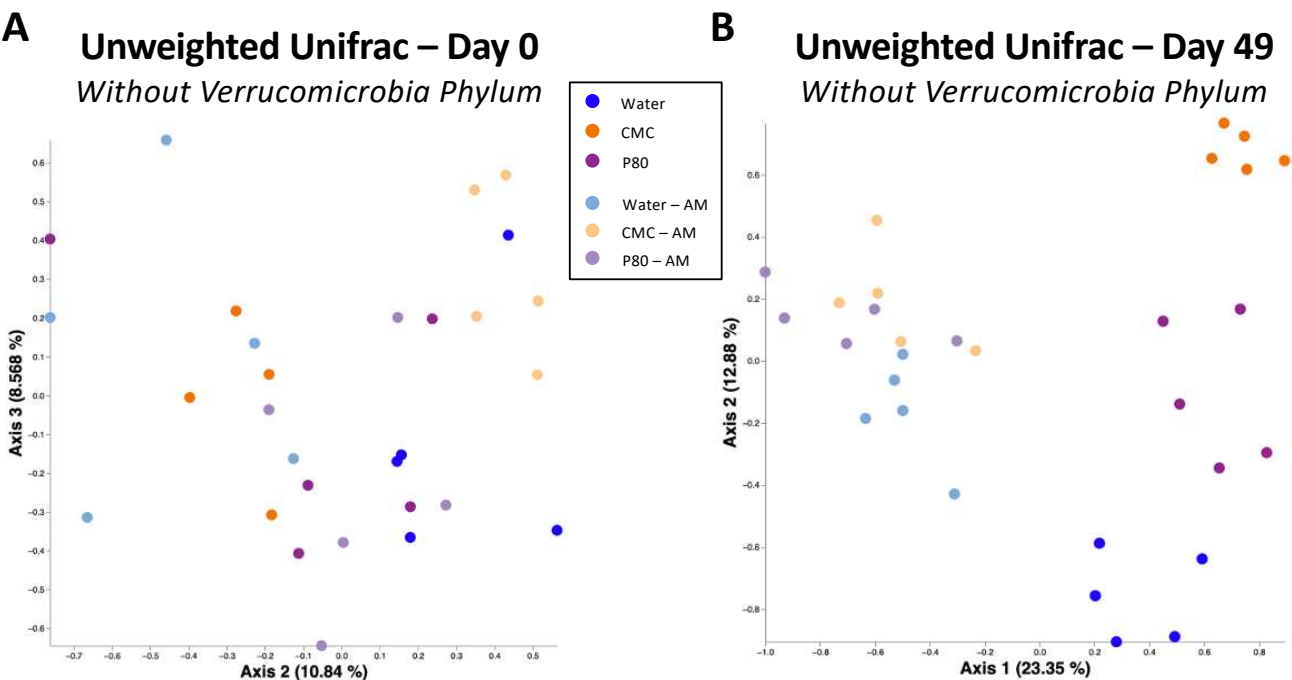 A
Unweighted Unifrac – Day 0
Without Verrucomicrobia Phylum
B
Unweighted Unifrac – Day 49
Without Verrucomicrobia Phylum
Water
CMC
P80
Water – AM
CMC – AM
P80 – AM
Axis 3 (8.568 %)
0.6
0.5
0.4
0.3
0.2
0.1
0.0
-0.1
-0.2
-0.3
-0.4
-0.5
-0.6
-0.7 -0.6 -0.5 -0.4 -0.3 -0.2 -0.1 0.0 0.1 0.2 0.3 0.4 0.5
Axis 2 (10.84 %)
Axis 2 (12.88 %)
0.6
0.4
0.2
0.0
-0.2
-0.4
-0.6
-0.8
-1.0 -0.8 -0.6 -0.4 -0.2 0.0 0.2 0.4 0.6 0.8
Axis 1 (23.35 %)